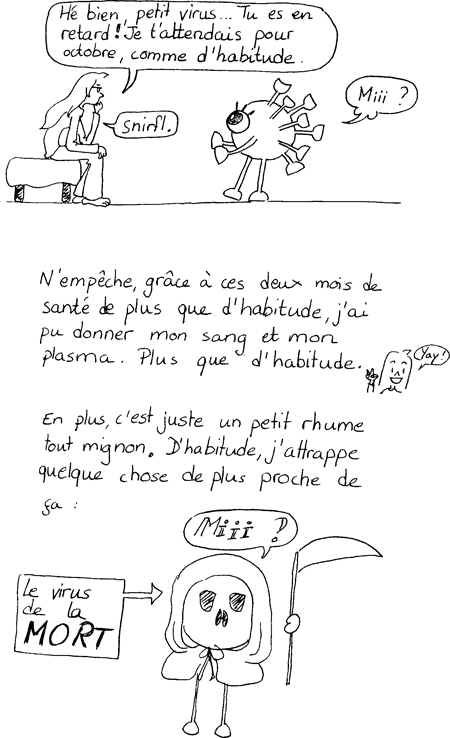 Hé bien, petit virus... Tu es en
retard ! Je t'attendais pour
octobre, comme d'habitude.
Snirfl.
Miii ?
N'empêche, grâce à ces deux mois de
santé de plus que d'habitude, j'ai
pu donner mon sang et mon
plasma. Plus que d'habitude.
Yay !
En plus, c'est juste un petit rhume
tout mignon. D'habitude, j'attrappe
quelque chose de plus proche de
ça :
Miii ?
Le virus
de la
MORT